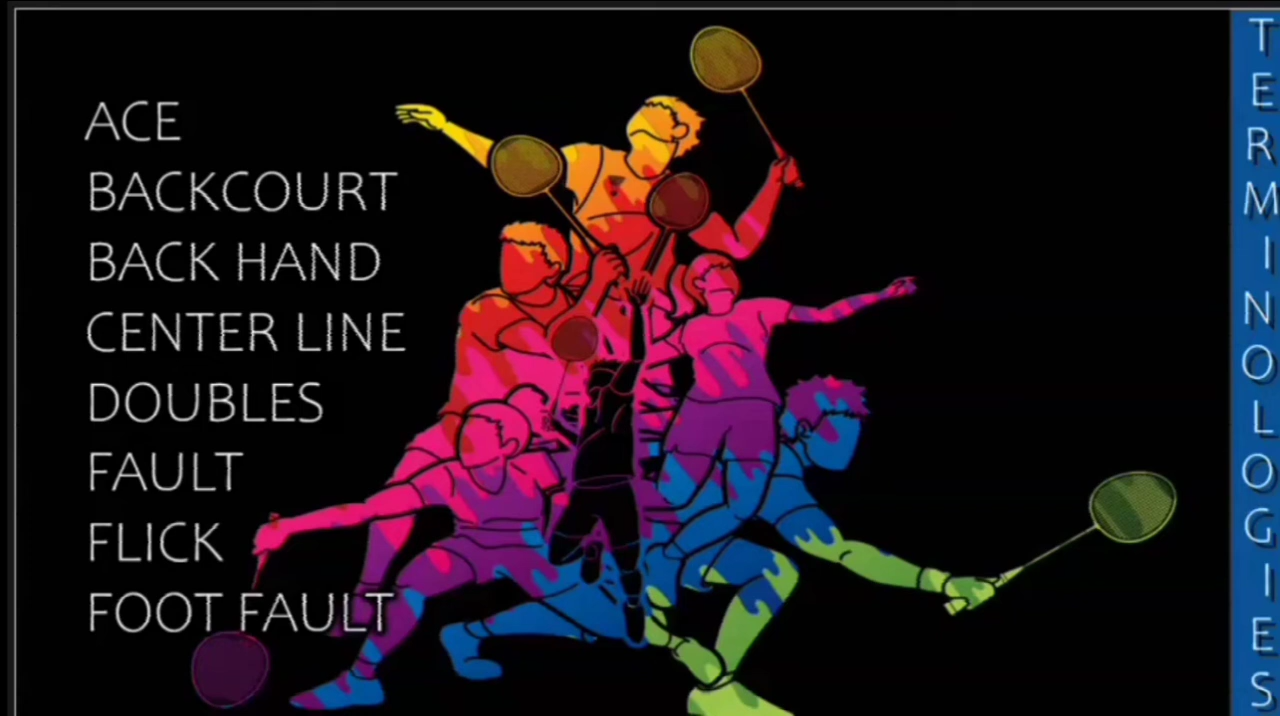 ACE
BACKCOURT
BACK HAND
CENTER LINE
DOUBLES
FAULT
FLICK
FOOT FAULT
TERMINOLOGIES